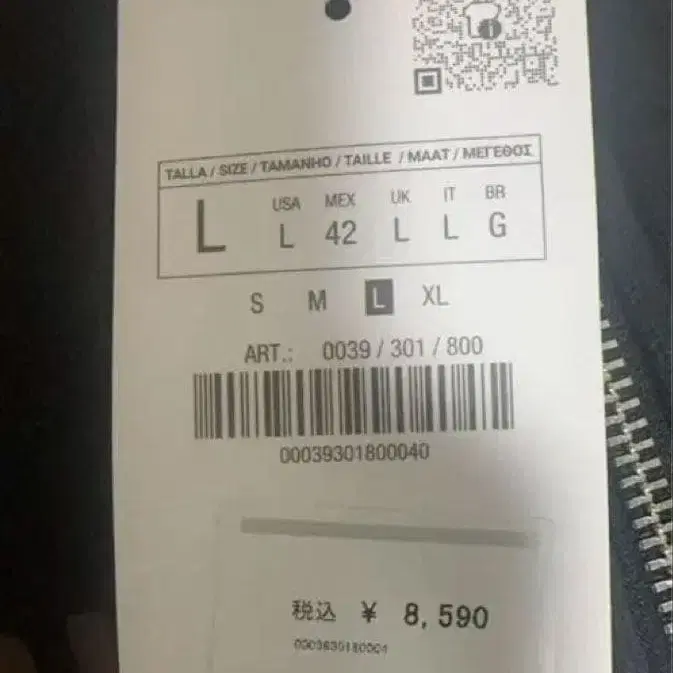 TALLA / SIZE / TAMANHO / TAILLE / MAAT / ΜΕΓΕΘΟΣ
USA MEX UK IT BR
L L 42 L L G
S M L XL
ART.: 0039 / 301 / 800
00039301800040
税込 ¥ 8,590